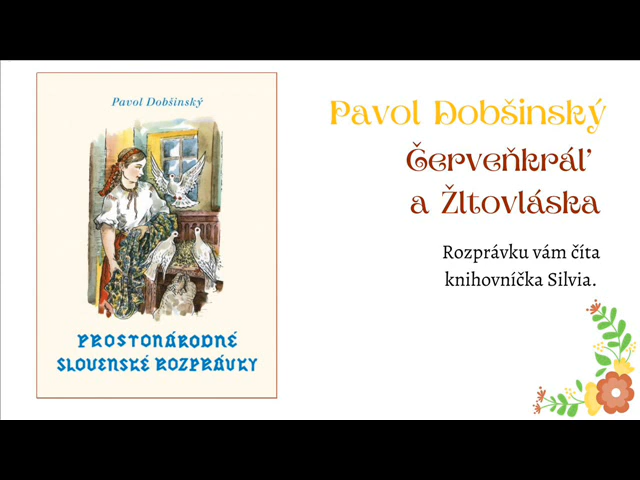 Pavol Dobšinský
PROSTONÁRODNÉ
SLOVENSKÉ ROZPRÁVKY
Pavol Dobšinský
Červeňkráľ
a Žltovláska
Rozprávku vám číta
knihovníčka Silvia.